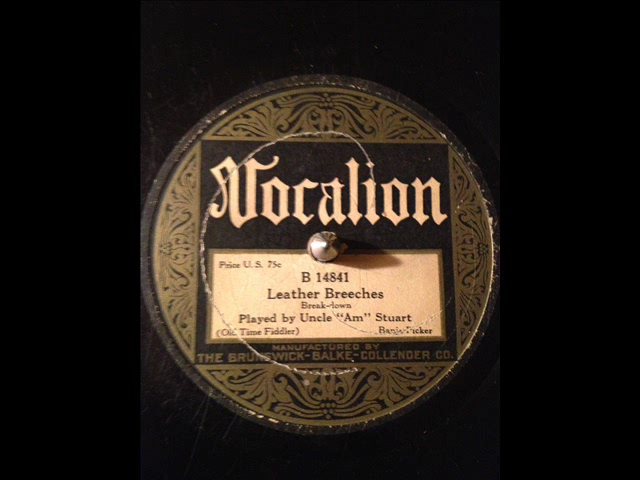 Vocalion
Price U.S. 75c
B 14841
Leather Breeches
Break-down
Played by Uncle "Am" Stuart
(Old Time Fiddler) Banjo Picker
MANUFACTURED BY
THE BRUNSWICK-BALKE-COLLENDER CO.